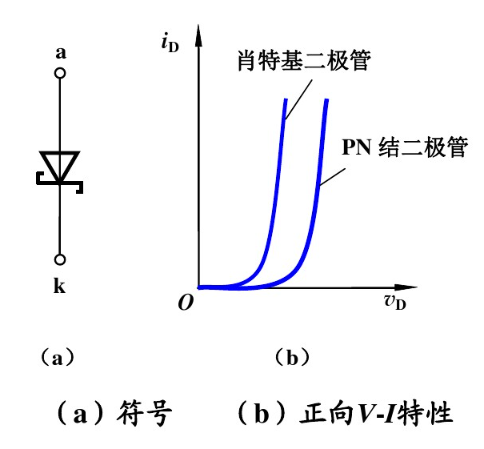 a
k
（a）
i_D
肖特基二极管
PN 结二极管
O
v_D
（b）
（a）符号
（b）正向V-I特性